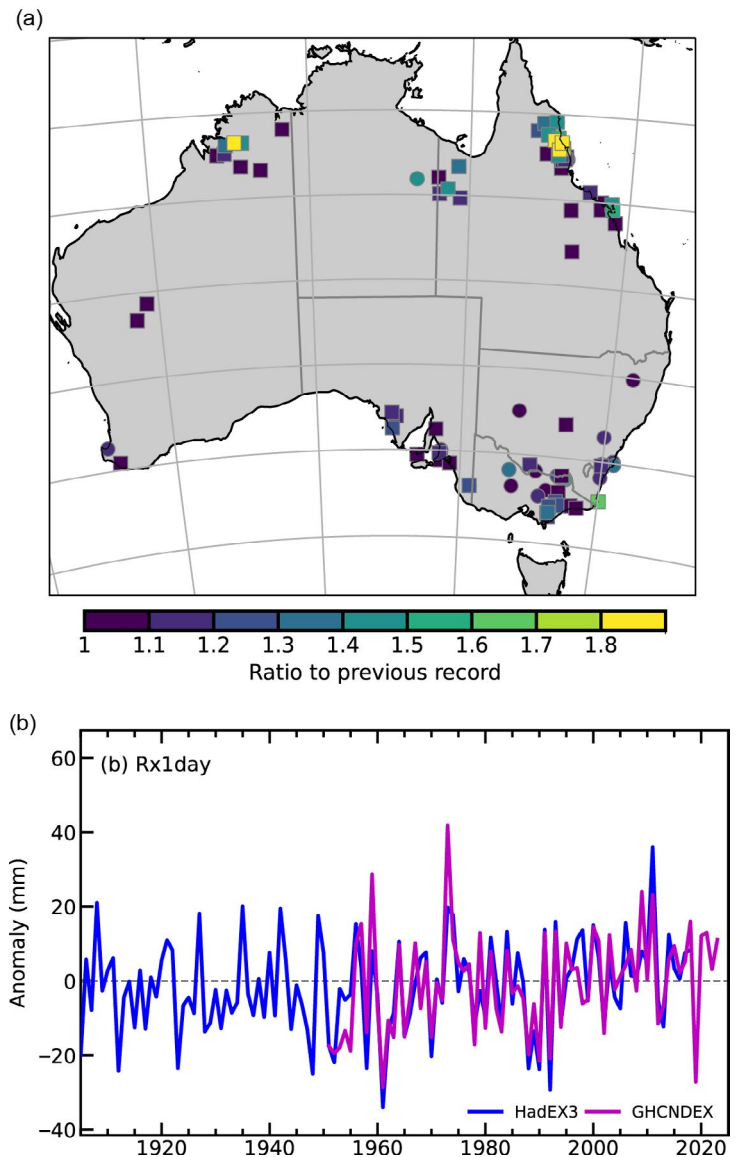 (a)
1 1.1 1.2 1.3 1.4 1.5 1.6 1.7 1.8
Ratio to previous record
(b)
(b) Rx1day
60
40
20
0
−20
−40
Anomaly (mm)
HadEX3 GHCNDEX
1920 1940 1960 1980 2000 2020